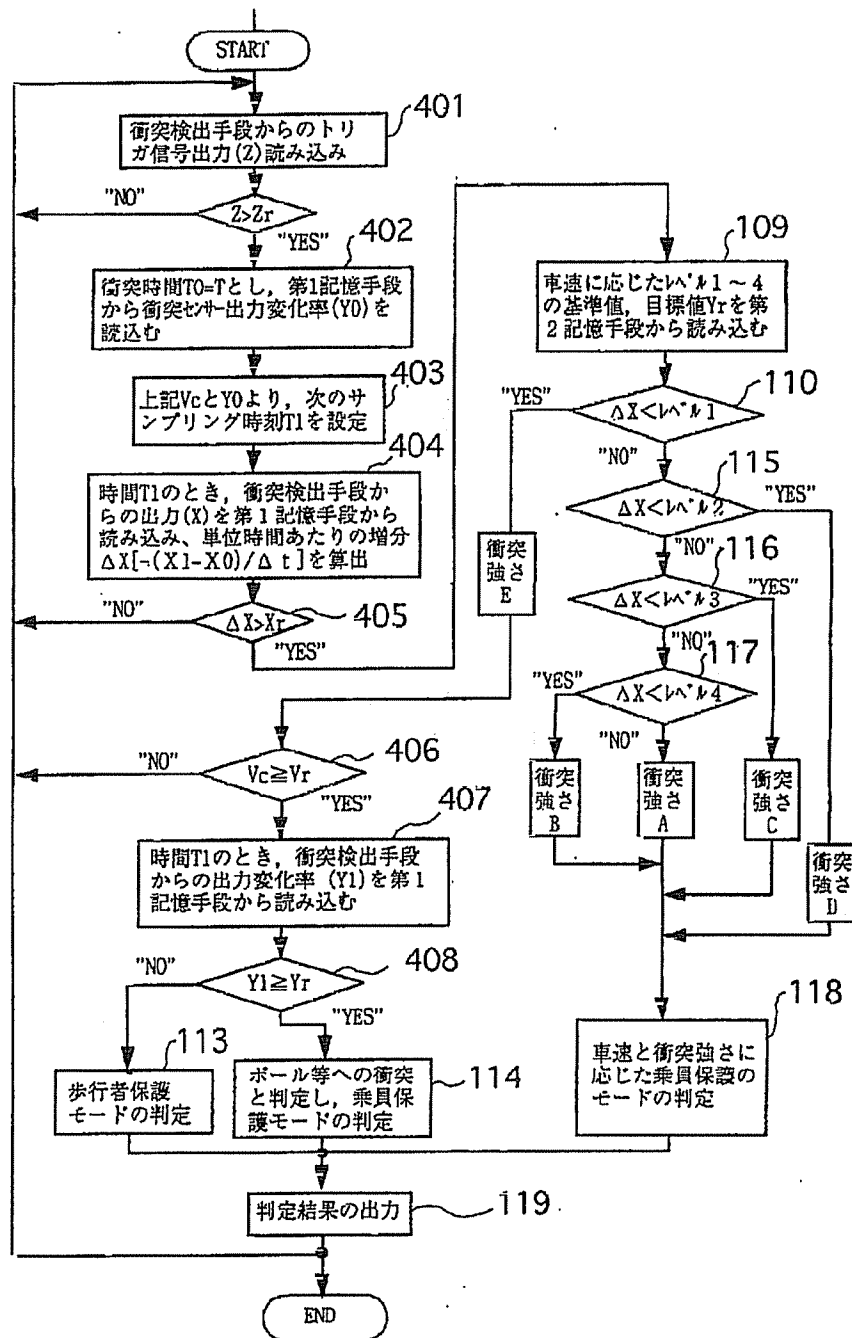 START
401
衝突検出手段からのトリ
ガ信号出力(Z)読み込み
"NO"
Z>Zr
"YES"
402
衝突時間T0=Tとし，第1記憶手段
から衝突センサー出力変化率(Y0)を
読込む
403
上記VcとY0より，次のサ
ンプリング時刻T1を設定
404
時間T1のとき，衝突検出手段か
らの出力(X)を第1記憶手段から
読み込み、単位時間あたりの増分
ΔX[¬(X1-X0)/Δt]を算出
"NO"
ΔX>Xr
405
"YES"
109
車速に応じたレベル1～4
の基準値，目標値Yrを第
2記憶手段から読み込む
110
"YES"
ΔX<レベル1
"NO"
115
ΔX<レベル2
"YES"
"NO"
116
ΔX<レベル3
"YES"
"NO"
117
"YES"
ΔX<レベル4
"NO"
衝突
強さ
E
衝突
強さ
B
衝突
強さ
A
衝突
強さ
C
衝突
強さ
D
406
"NO"
Vc≧Vr
"YES"
407
時間T1のとき，衝突検出手段
からの出力変化率 (Y1)を第1
記憶手段から読み込む
"NO"
408
Y1≧Yr
"YES"
113
歩行者保護
モードの判定
114
ポール等への衝突
と判定し，乗員保
護モードの判定
118
車速と衝突強さに
応じた乗員保護の
モードの判定
判定結果の出力
119
END